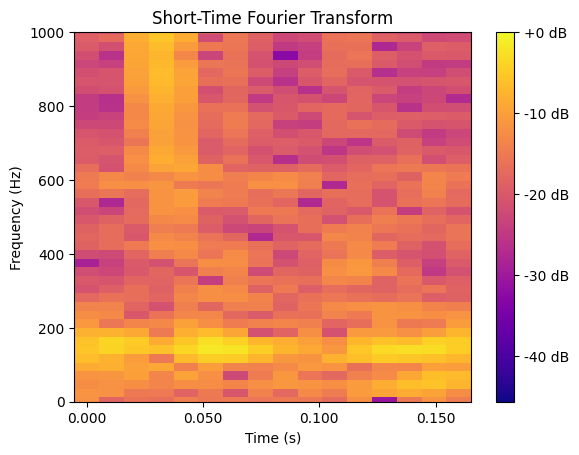 Short-Time Fourier Transform
1000
800
600
400
200
0
Frequency (Hz)
0.000
0.050
0.100
0.150
Time (s)
+0 dB
-10 dB
-20 dB
-30 dB
-40 dB